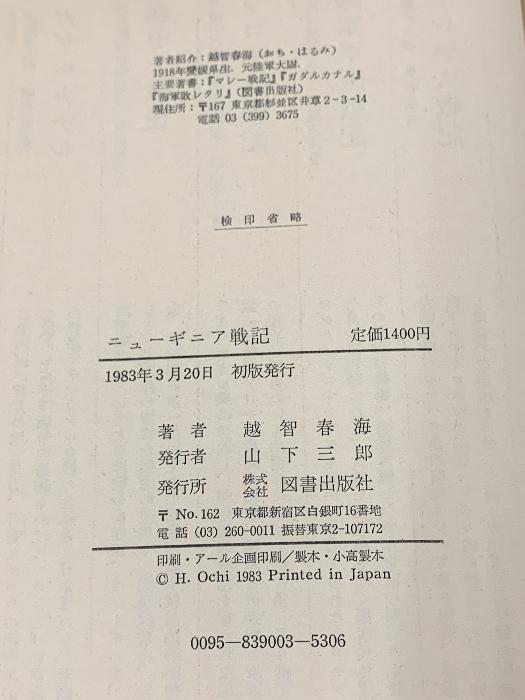 著者紹介：越智春海（おち・はるみ）
1918年愛媛県生．元陸軍大尉．
主要著書：『マレー戦記』『ガダルカナル』
『海軍敗レタリ』（図書出版社）
現住所：〒167 東京都杉並区井草2－3－14
電話 03 (399) 3675
検印省略
ニューギニア戦記 定価1400円
1983年3月20日 初版発行
著者 越智春海
発行者 山下三郎
発行所 株式会社 図書出版社
〒 No.162 東京都新宿区白銀町16番地
電話 (03) 260-0011 振替東京2-107172
印刷・アール企画印刷／製本・小高製本
© H. Ochi 1983 Printed in Japan
0095—839003—5306